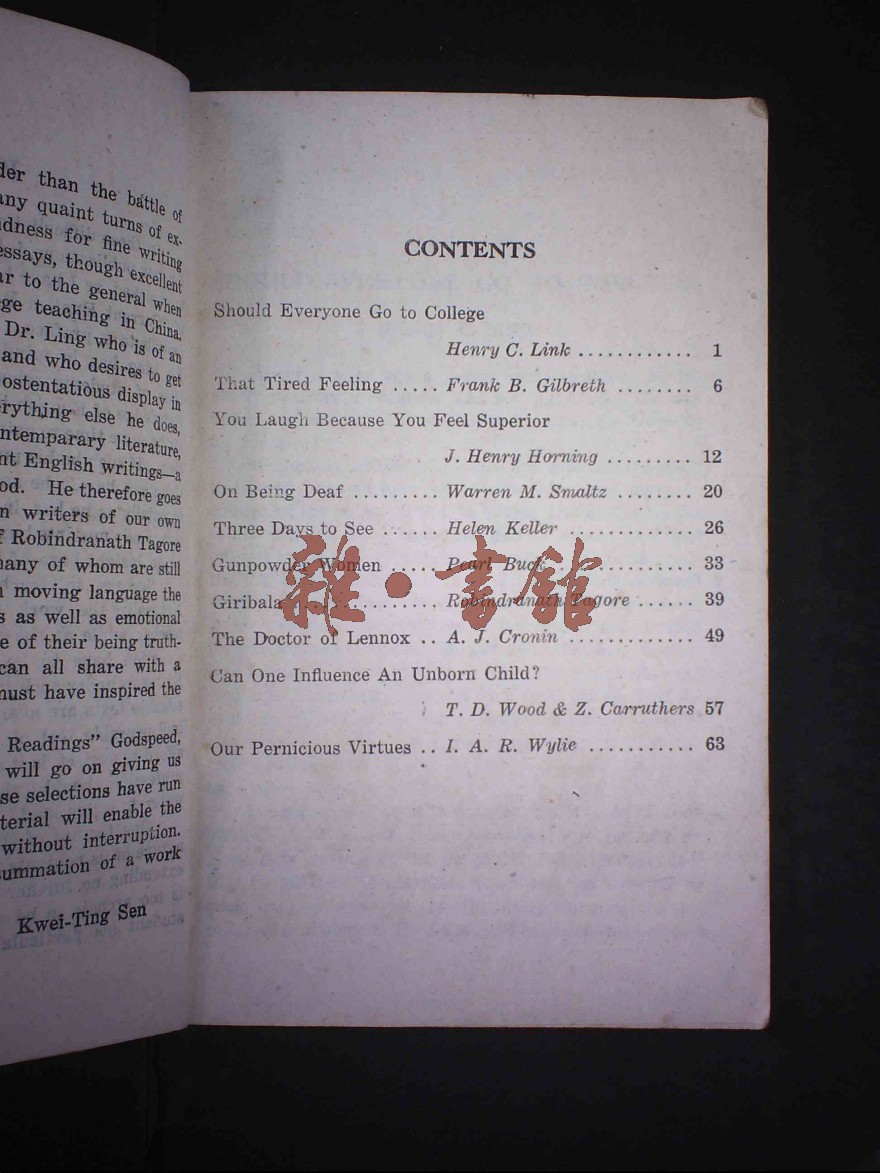 der than the battle of
any quaint turns of ex-
dness for fine writing
essays, though excellent
ar to the general when
ge teaching in China.
Dr. Ling who is of an
and who desires to get
ostentatious display in
erything else he does,
ntemparary literature,
nt English writings—a
od. He therefore goes
n writers of our own
f Robindranath Tagore
many of whom are still
n moving language the
s as well as emotional
e of their being truth-
can all share with a
must have inspired the
Readings" Godspeed,
will go on giving us
se selections have run
terial will enable the
without interruption.
summation of a work
Kwei-Ting Sen
CONTENTS
Should Everyone Go to College
Henry C. Link ............ 1
That Tired Feeling ..... Frank B. Gilbreth ........ 6
You Laugh Because You Feel Superior
J. Henry Horning ......... 12
On Being Deaf ......... Warren M. Smaltz ........ 20
Three Days to See ...... Helen Keller ............. 26
Gunpowder Women ..... Pearl Buck .............. 33
Giribala ................ Robindranath Tagore ...... 39
The Doctor of Lennox .. A. J. Cronin ............. 49
Can One Influence An Unborn Child?
T. D. Wood & Z. Carruthers 57
Our Pernicious Virtues .. I. A. R. Wylie ........... 63
雜·書館